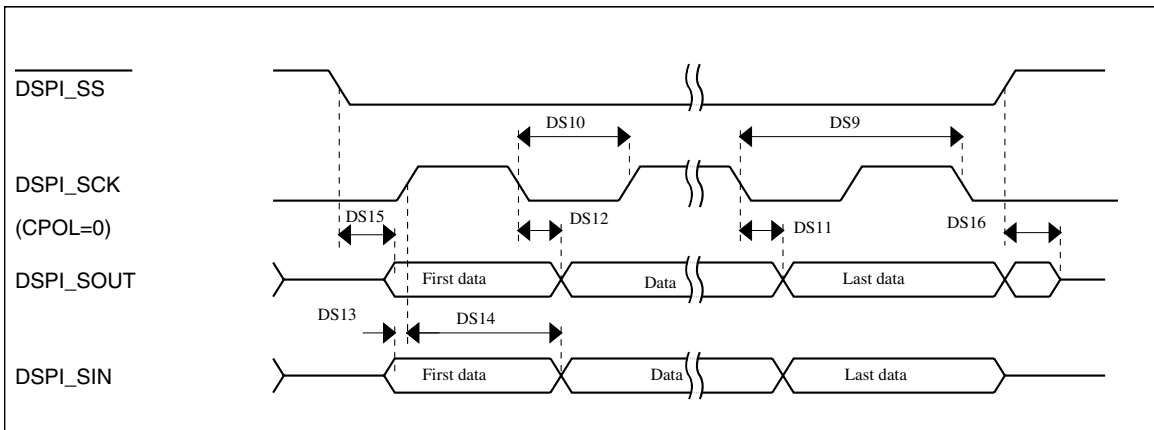 DSPI_SS
DS10
DS9
DSPI_SCK
DS15
DS12
DS11
DS16
(CPOL=0)
DSPI_SOUT
First data
Data
Last data
DS13
DS14
DSPI_SIN
First data
Data
Last data